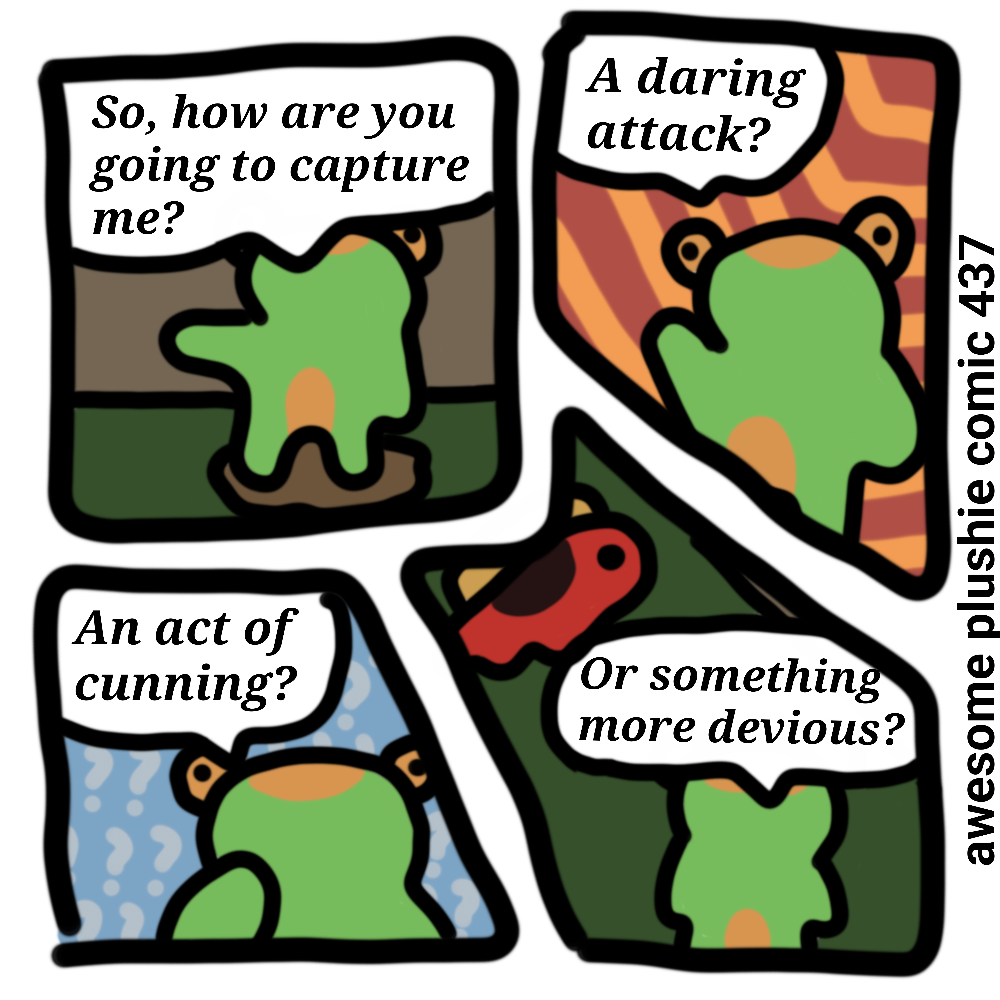 So, how are you
going to capture
me?
A daring
attack?
An act of
cunning?
Or something
more devious?
awesome plushie comic 437